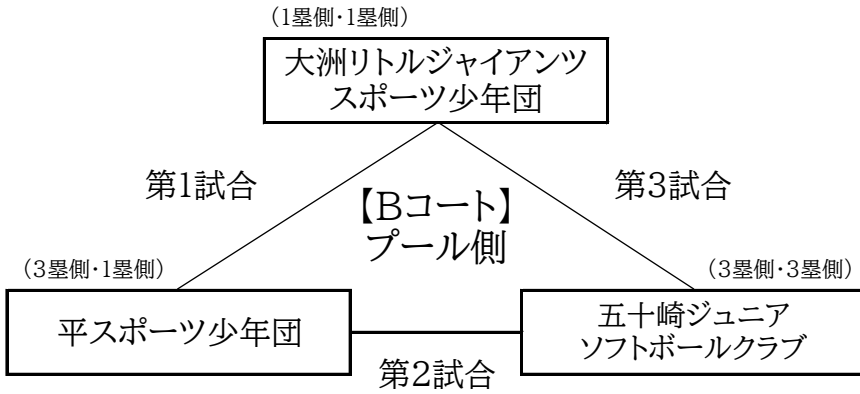 （1塁側・1塁側）
大洲リトルジャイアンツ
スポーツ少年団
第1試合
第3試合
【Bコート】
プール側
（3塁側・1塁側）
（3塁側・3塁側）
平スポーツ少年団
五十崎ジュニア
ソフトボールクラブ
第2試合